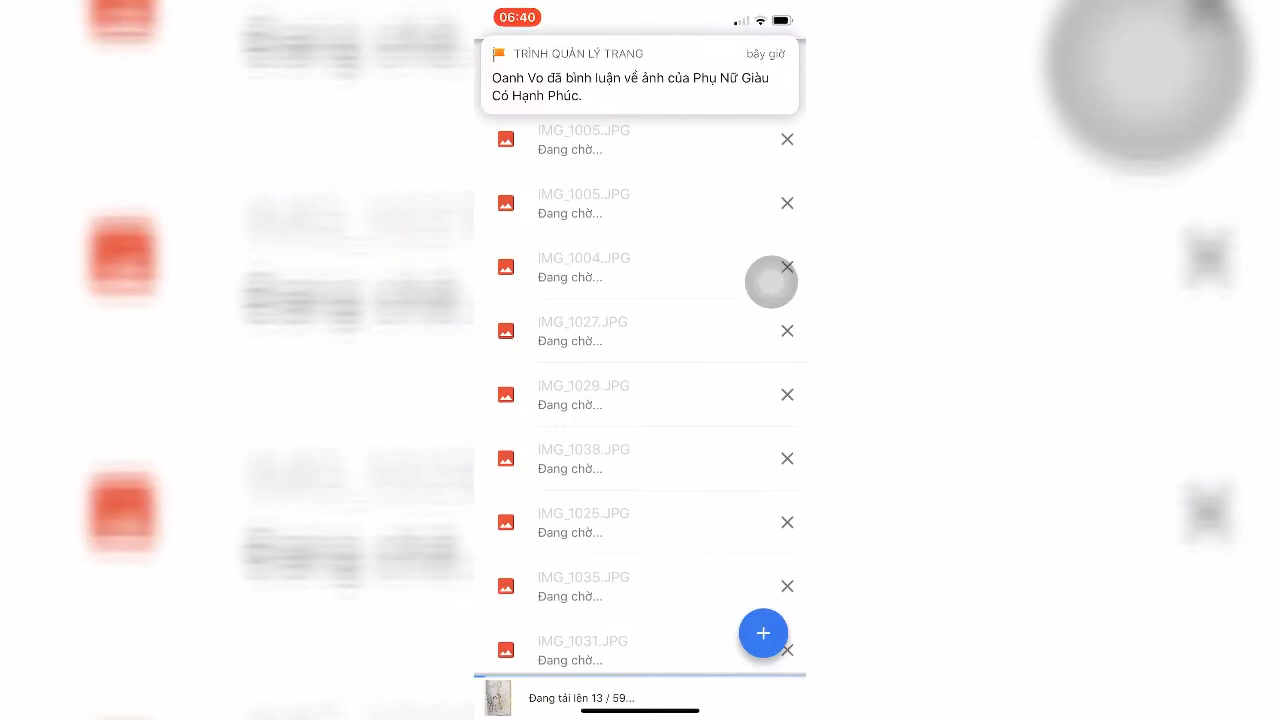 06:40
TRÌNH QUẢN LÝ TRANG
bây giờ
Oanh Vo đã bình luận về ảnh của Phụ Nữ Giàu
Có Hạnh Phúc.
IMG_1005.JPG
Đang chờ...
IMG_1005.JPG
Đang chờ...
IMG_1004.JPG
Đang chờ...
IMG_1027.JPG
Đang chờ...
IMG_1029.JPG
Đang chờ...
IMG_1038.JPG
Đang chờ...
IMG_1025.JPG
Đang chờ...
IMG_1035.JPG
Đang chờ...
IMG_1031.JPG
Đang chờ...
Đang tải lên 13 / 59...